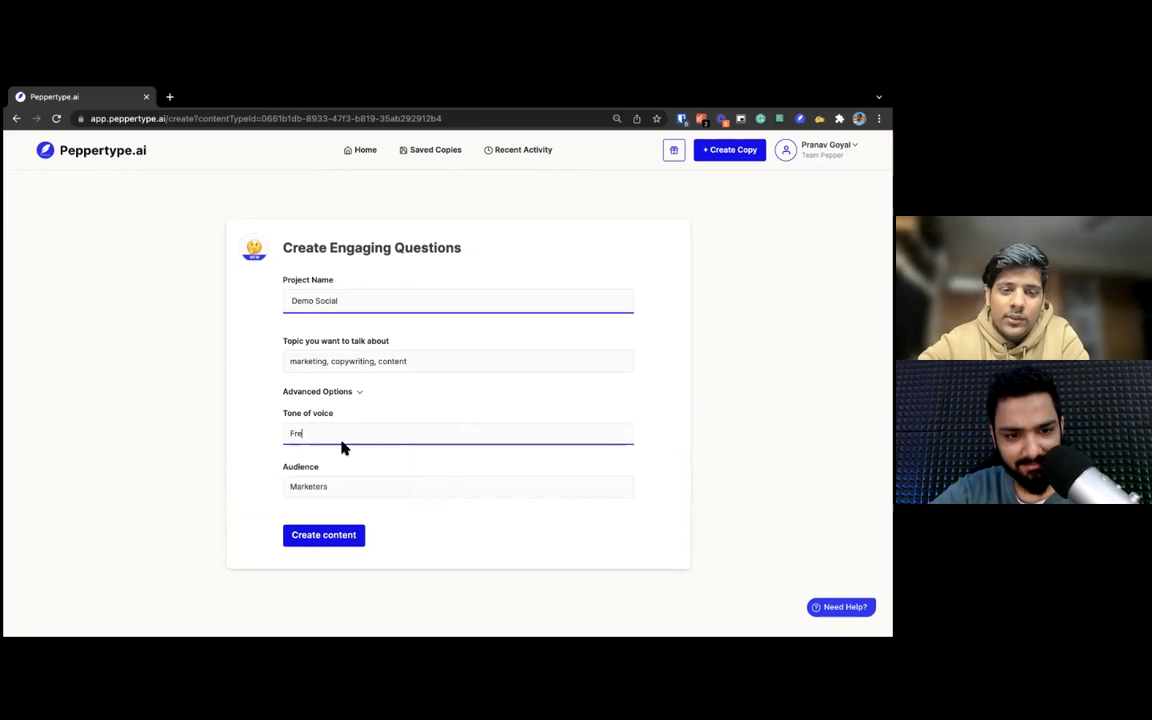 Peppertype.ai
app.peppertype.ai/create?contentTypeId=0661b1db-8933-47f3-b819-35ab292912b4
Peppertype.ai
Home
Saved Copies
Recent Activity
+ Create Copy
Pranav Goyal
Team Pepper
Create Engaging Questions
Project Name
Demo Social
Topic you want to talk about
marketing, copywriting, content
Advanced Options
Tone of voice
Fre
Audience
Marketers
Create content
Need Help?